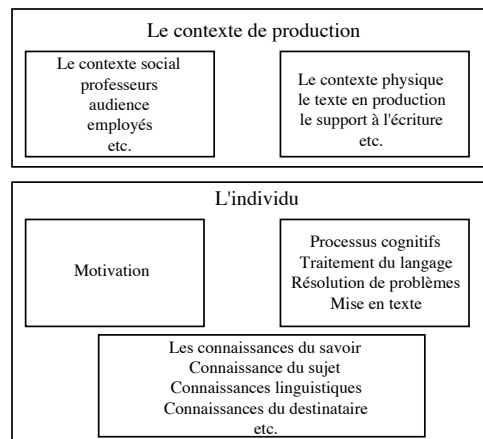 Le contexte de production
Le contexte social
professeurs
audience
employés
etc.
Le contexte physique
le texte en production
le support à l'écriture
etc.
L'individu
Motivation
Processus cognitifs
Traitement du langage
Résolution de problèmes
Mise en texte
Les connaissances du savoir
Connaissance du sujet
Connaissances linguistiques
Connaissances du destinataire
etc.